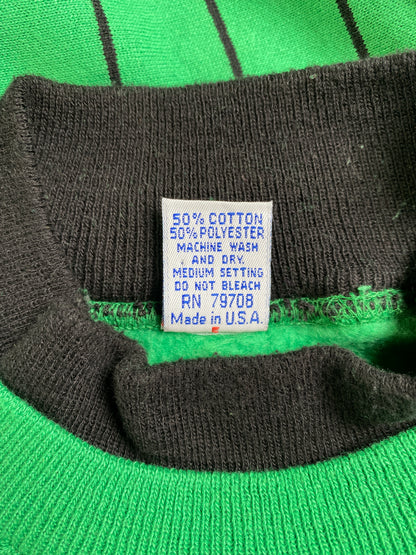 50% COTTON
50% POLYESTER
MACHINE WASH
AND DRY.
MEDIUM SETTING
DO NOT BLEACH
RN 79708
Made in U.S.A.